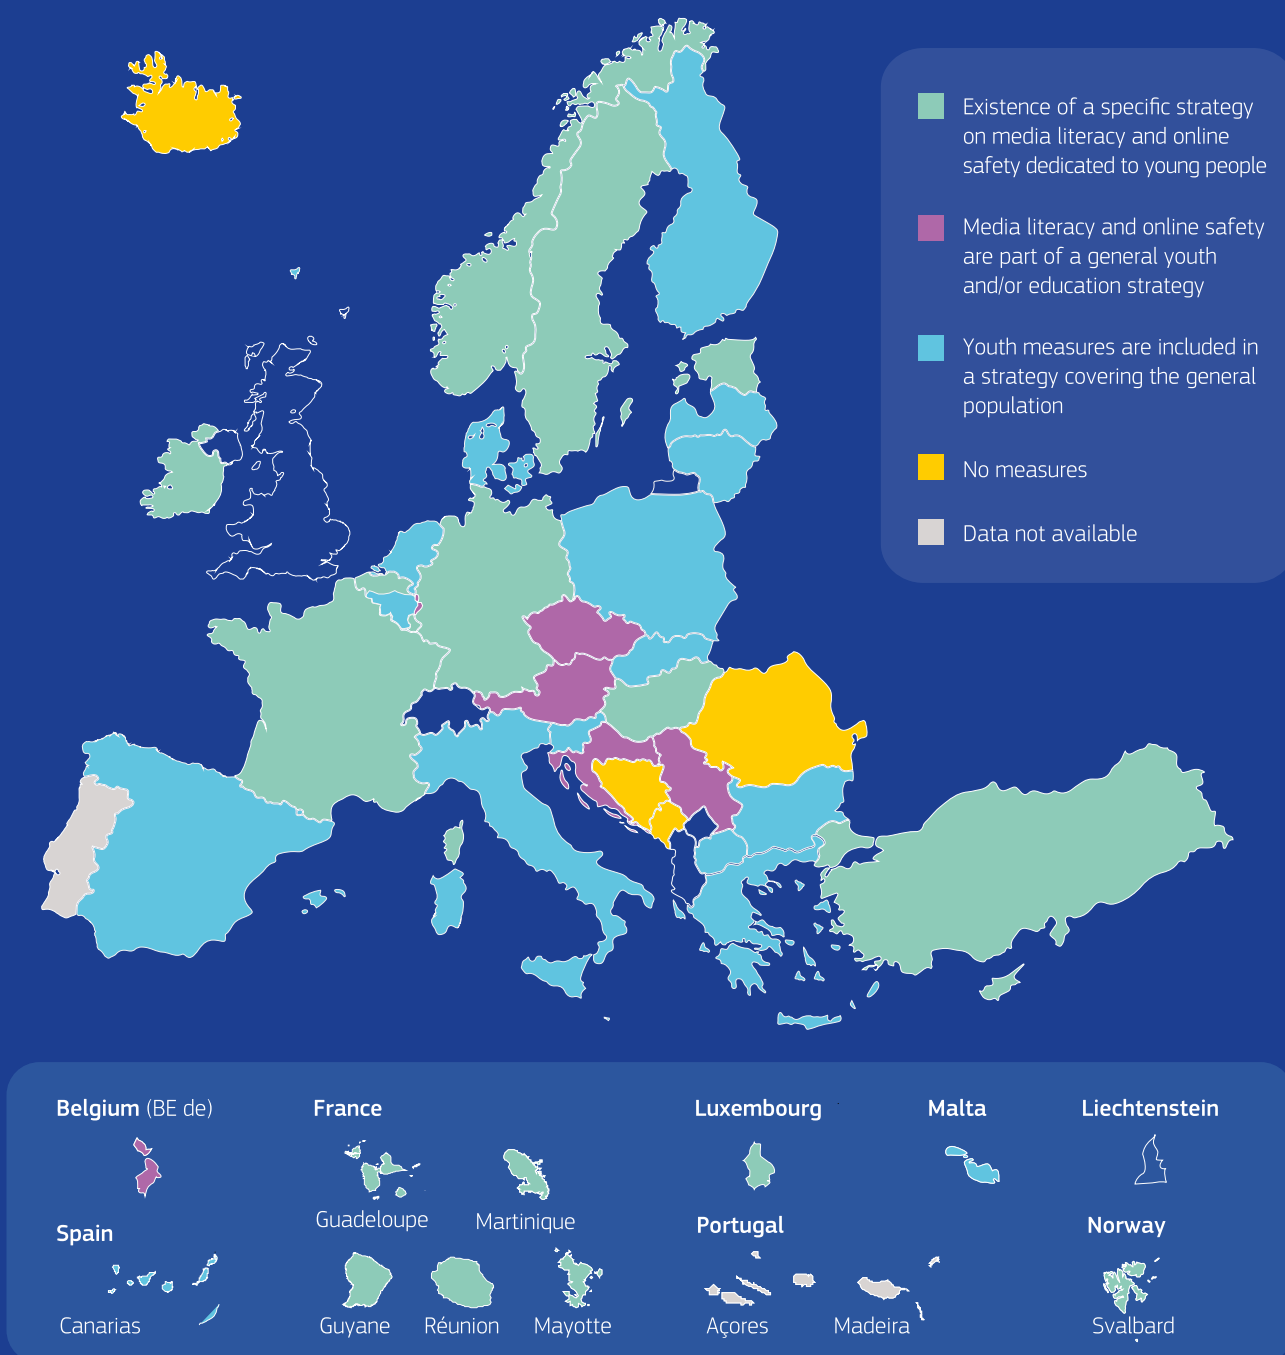 Existence of a specific strategy
on media literacy and online
safety dedicated to young people
Media literacy and online safety
are part of a general youth
and/or education strategy
Youth measures are included in
a strategy covering the general
population
No measures
Data not available
Belgium (BE de)
France
Luxembourg
Malta
Liechtenstein
Guadeloupe
Martinique
Spain
Portugal
Norway
Canarias
Guyane
Réunion
Mayotte
Açores
Madeira
Svalbard